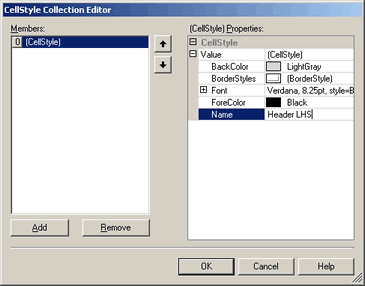 CellStyle Collection Editor
Members:
0 (CellStyle)
Add
Remove
(CellStyle) Properties:
CellStyle
Value (CellStyle)
BackColor LightGray
BorderStyles (BorderStyle)
Font Verdana, 8.25pt, style=B
ForeColor Black
Name Header LHS
OK
Cancel
Help